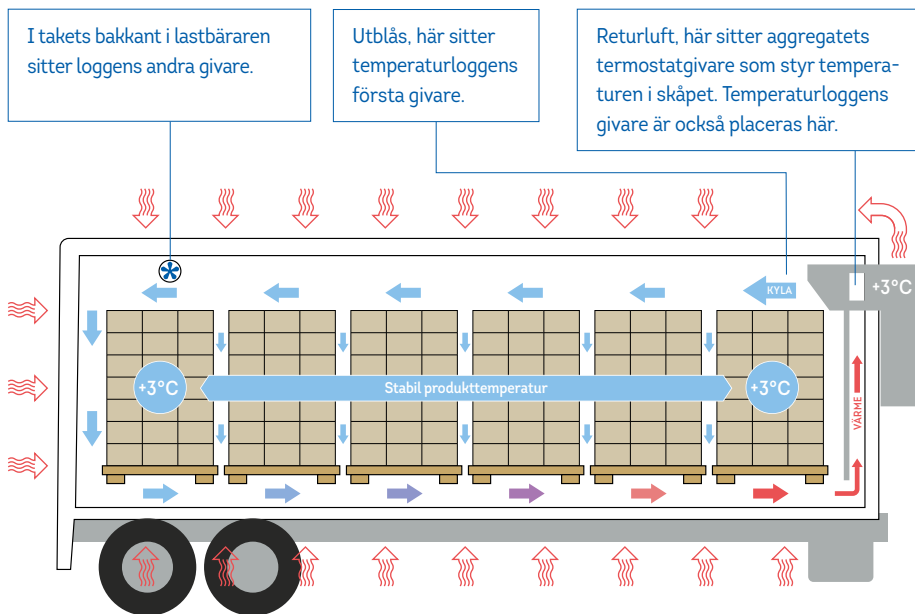 I takets bakkant i lastbäraren
sitter loggens andra givare.
Utblås, här sitter
temperaturloggens
första givare.
Returluft, här sitter aggregatets
termostatgivare som styr tempera-
turen i skåpet. Temperaturloggens
givare är också placeras här.
KYLA
+3°C
+3°C
Stabil produkttemperatur
+3°C
VÄRME